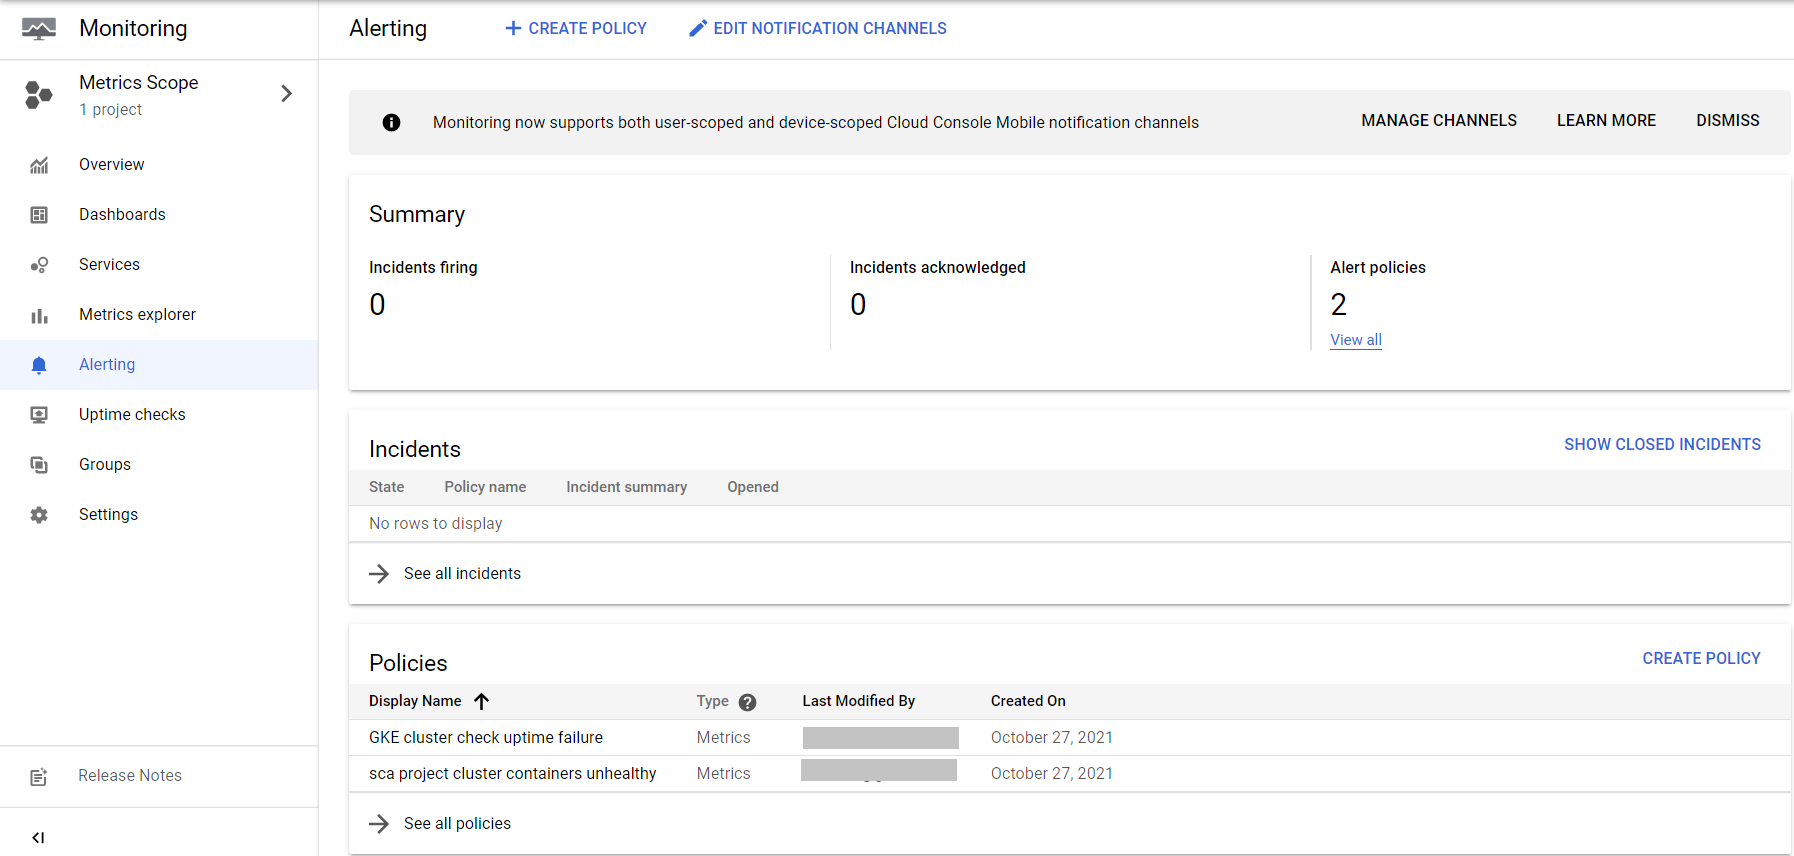 Monitoring
Metrics Scope
1 project
Overview
Dashboards
Services
Metrics explorer
Alerting
Uptime checks
Groups
Settings
Release Notes
Alerting
CREATE POLICY
EDIT NOTIFICATION CHANNELS
Monitoring now supports both user-scoped and device-scoped Cloud Console Mobile notification channels
MANAGE CHANNELS
LEARN MORE
DISMISS
Summary
Incidents firing
0
Incidents acknowledged
0
Alert policies
2
View all
Incidents
SHOW CLOSED INCIDENTS
State Policy name Incident summary Opened
No rows to display
See all incidents
Policies
CREATE POLICY
Display Name Type Last Modified By Created On
GKE cluster check uptime failure Metrics October 27, 2021
sca project cluster containers unhealthy Metrics October 27, 2021
See all policies